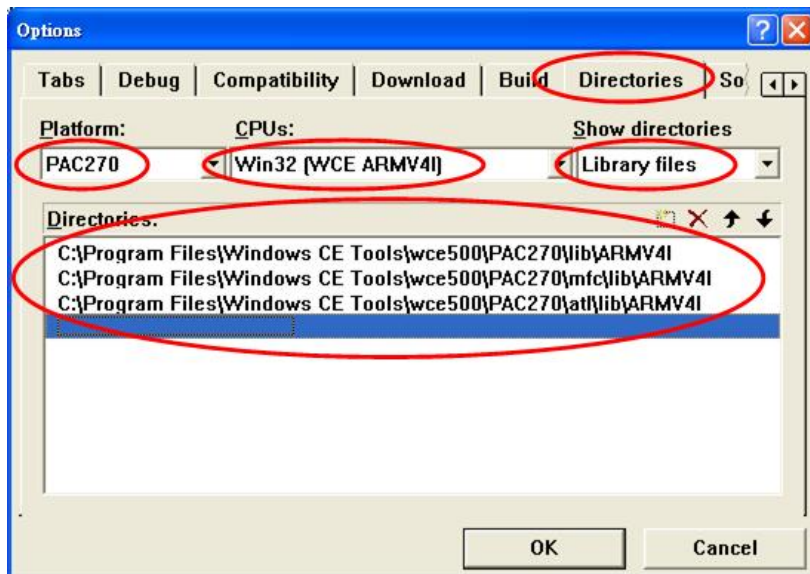 Options
Tabs Debug Compatibility Download Build Directories So
Platform: CPUs: Show directories
PAC270 Win32 (WCE ARMV4I) Library files
Directories:
C:\Program Files\Windows CE Tools\wce500\PAC270\lib\ARMV4I
C:\Program Files\Windows CE Tools\wce500\PAC270\mfc\lib\ARMV4I
C:\Program Files\Windows CE Tools\wce500\PAC270\atl\lib\ARMV4I
OK Cancel